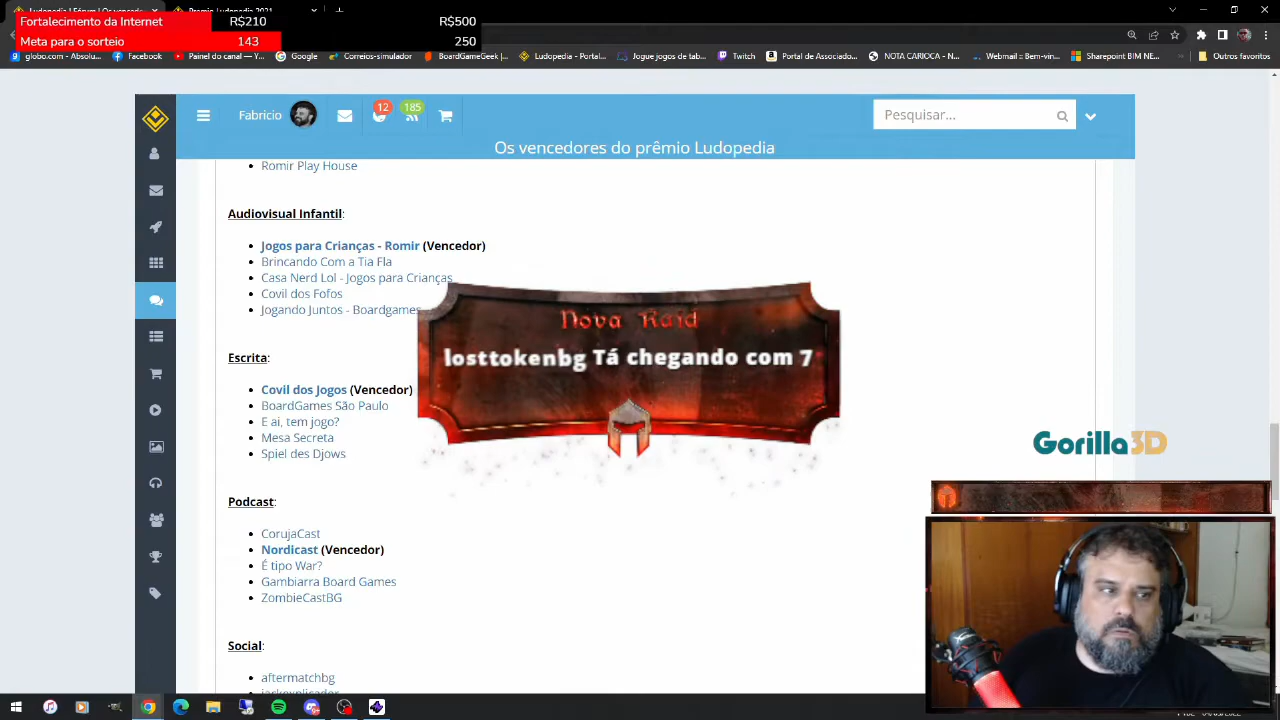 Premio Ludopedia 2021
Fortalecimento da Internet R$210 R$500
Meta para o sorteio 143 250
globo.com - Absolu...
Facebook
Painel do canal — Y...
Google
Correios-simulador
BoardGameGeek |...
Ludopedia - Portal...
Jogue jogos de tab...
Twitch
Portal de Associado...
NOTA CARIOCA - N...
Webmail :: Bem-vin...
Sharepoint BIM NE...
Outros favoritos
Fabricio
12
185
Pesquisar...
Os vencedores do prêmio Ludopedia
Romir Play House
Audiovisual Infantil:
Jogos para Crianças - Romir (Vencedor)
Brincando Com a Tia Fla
Casa Nerd Lol - Jogos para Crianças
Covil dos Fofos
Jogando Juntos - Boardgames
Nova Raid
losttokenbg Tá chegando com 7
Escrita:
Covil dos Jogos (Vencedor)
BoardGames São Paulo
E ai, tem jogo?
Mesa Secreta
Spiel des Djows
Gorilla3D
Podcast:
CorujaCast
Nordicast (Vencedor)
É tipo War?
Gambiarra Board Games
ZombieCastBG
Social:
aftermatchbg